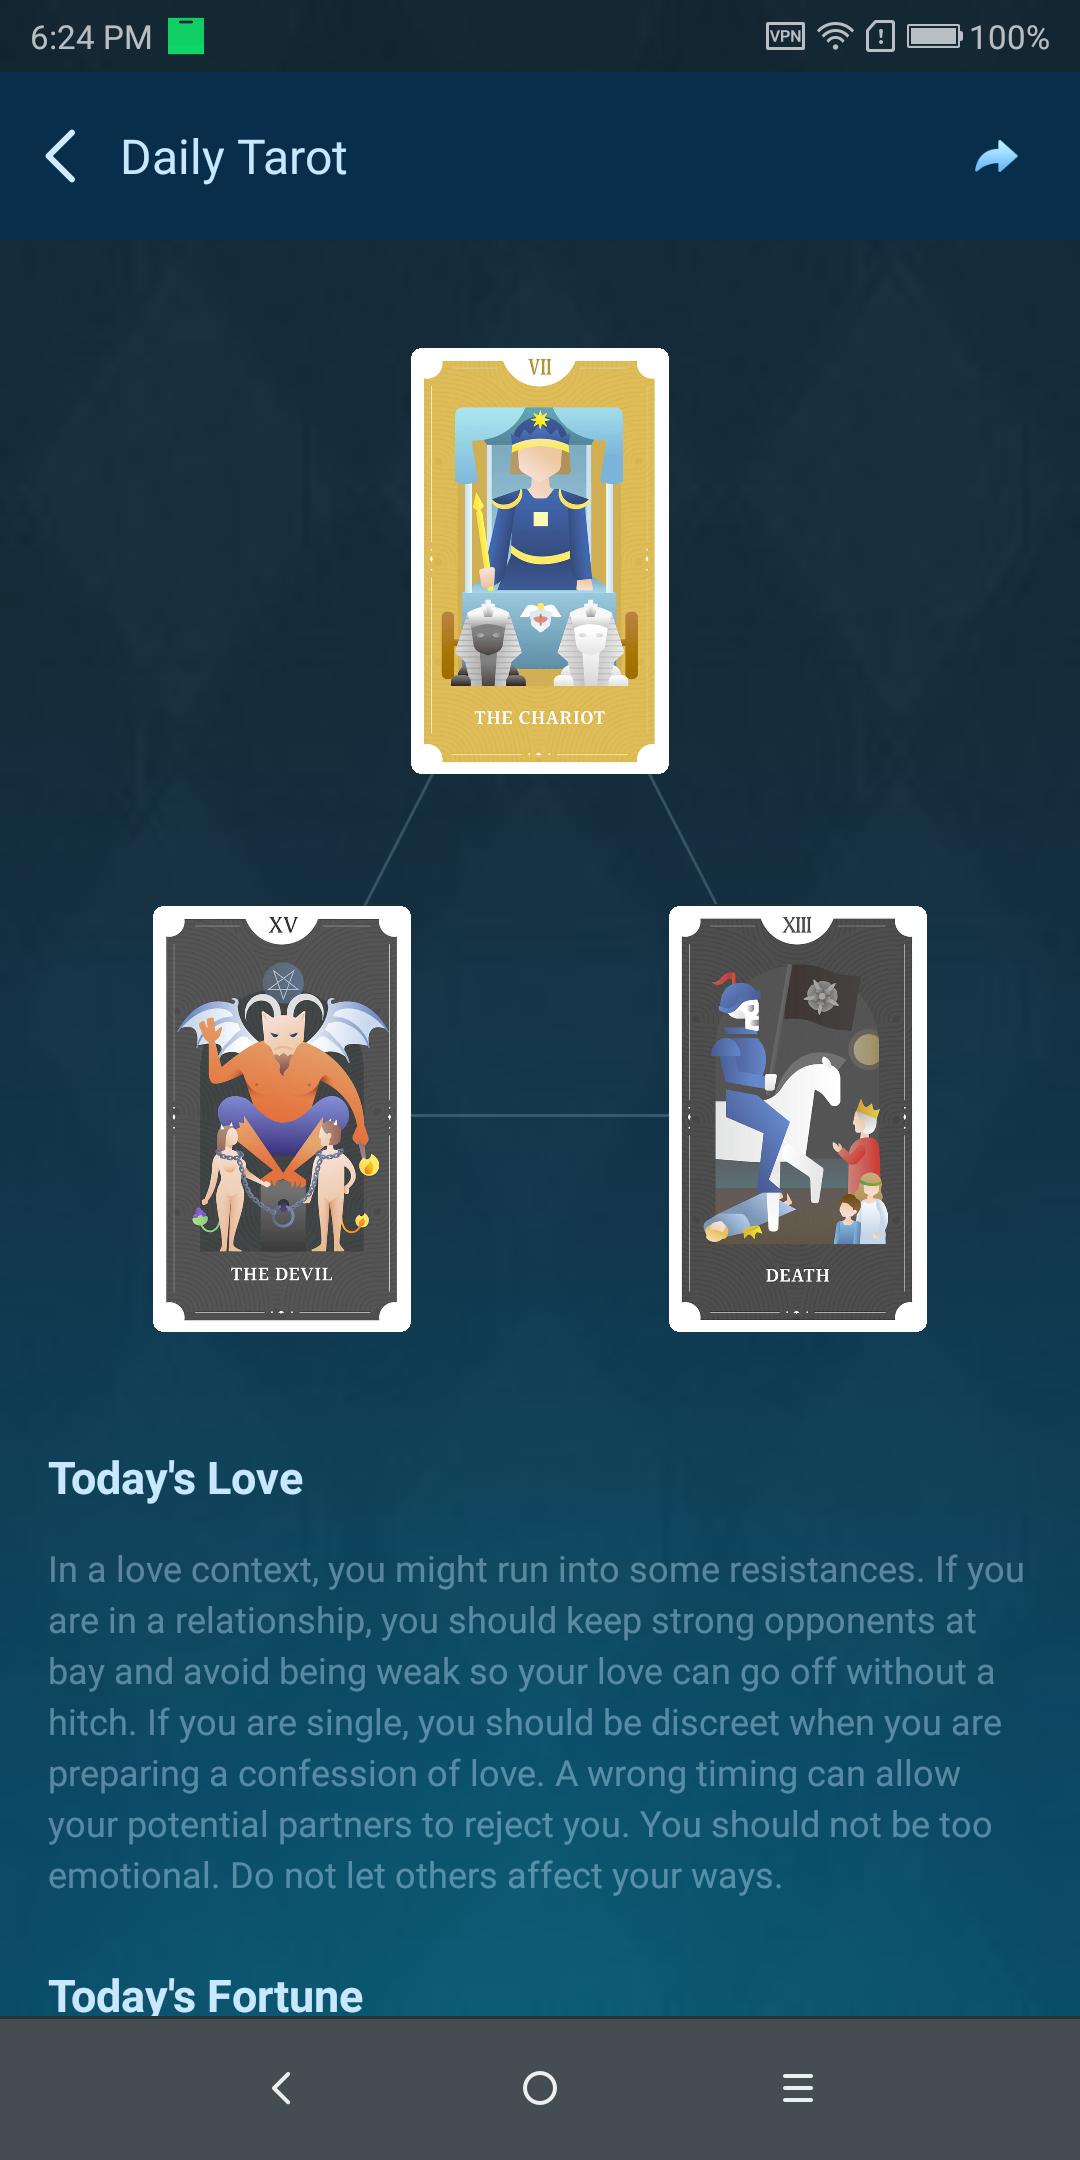 6:24 PM
VPN
100%
Daily Tarot
VII
THE CHARIOT
XV
THE DEVIL
XIII
DEATH
Today's Love
In a love context, you might run into some resistances. If you
are in a relationship, you should keep strong opponents at
bay and avoid being weak so your love can go off without a
hitch. If you are single, you should be discreet when you are
preparing a confession of love. A wrong timing can allow
your potential partners to reject you. You should not be too
emotional. Do not let others affect your ways.
Today's Fortune